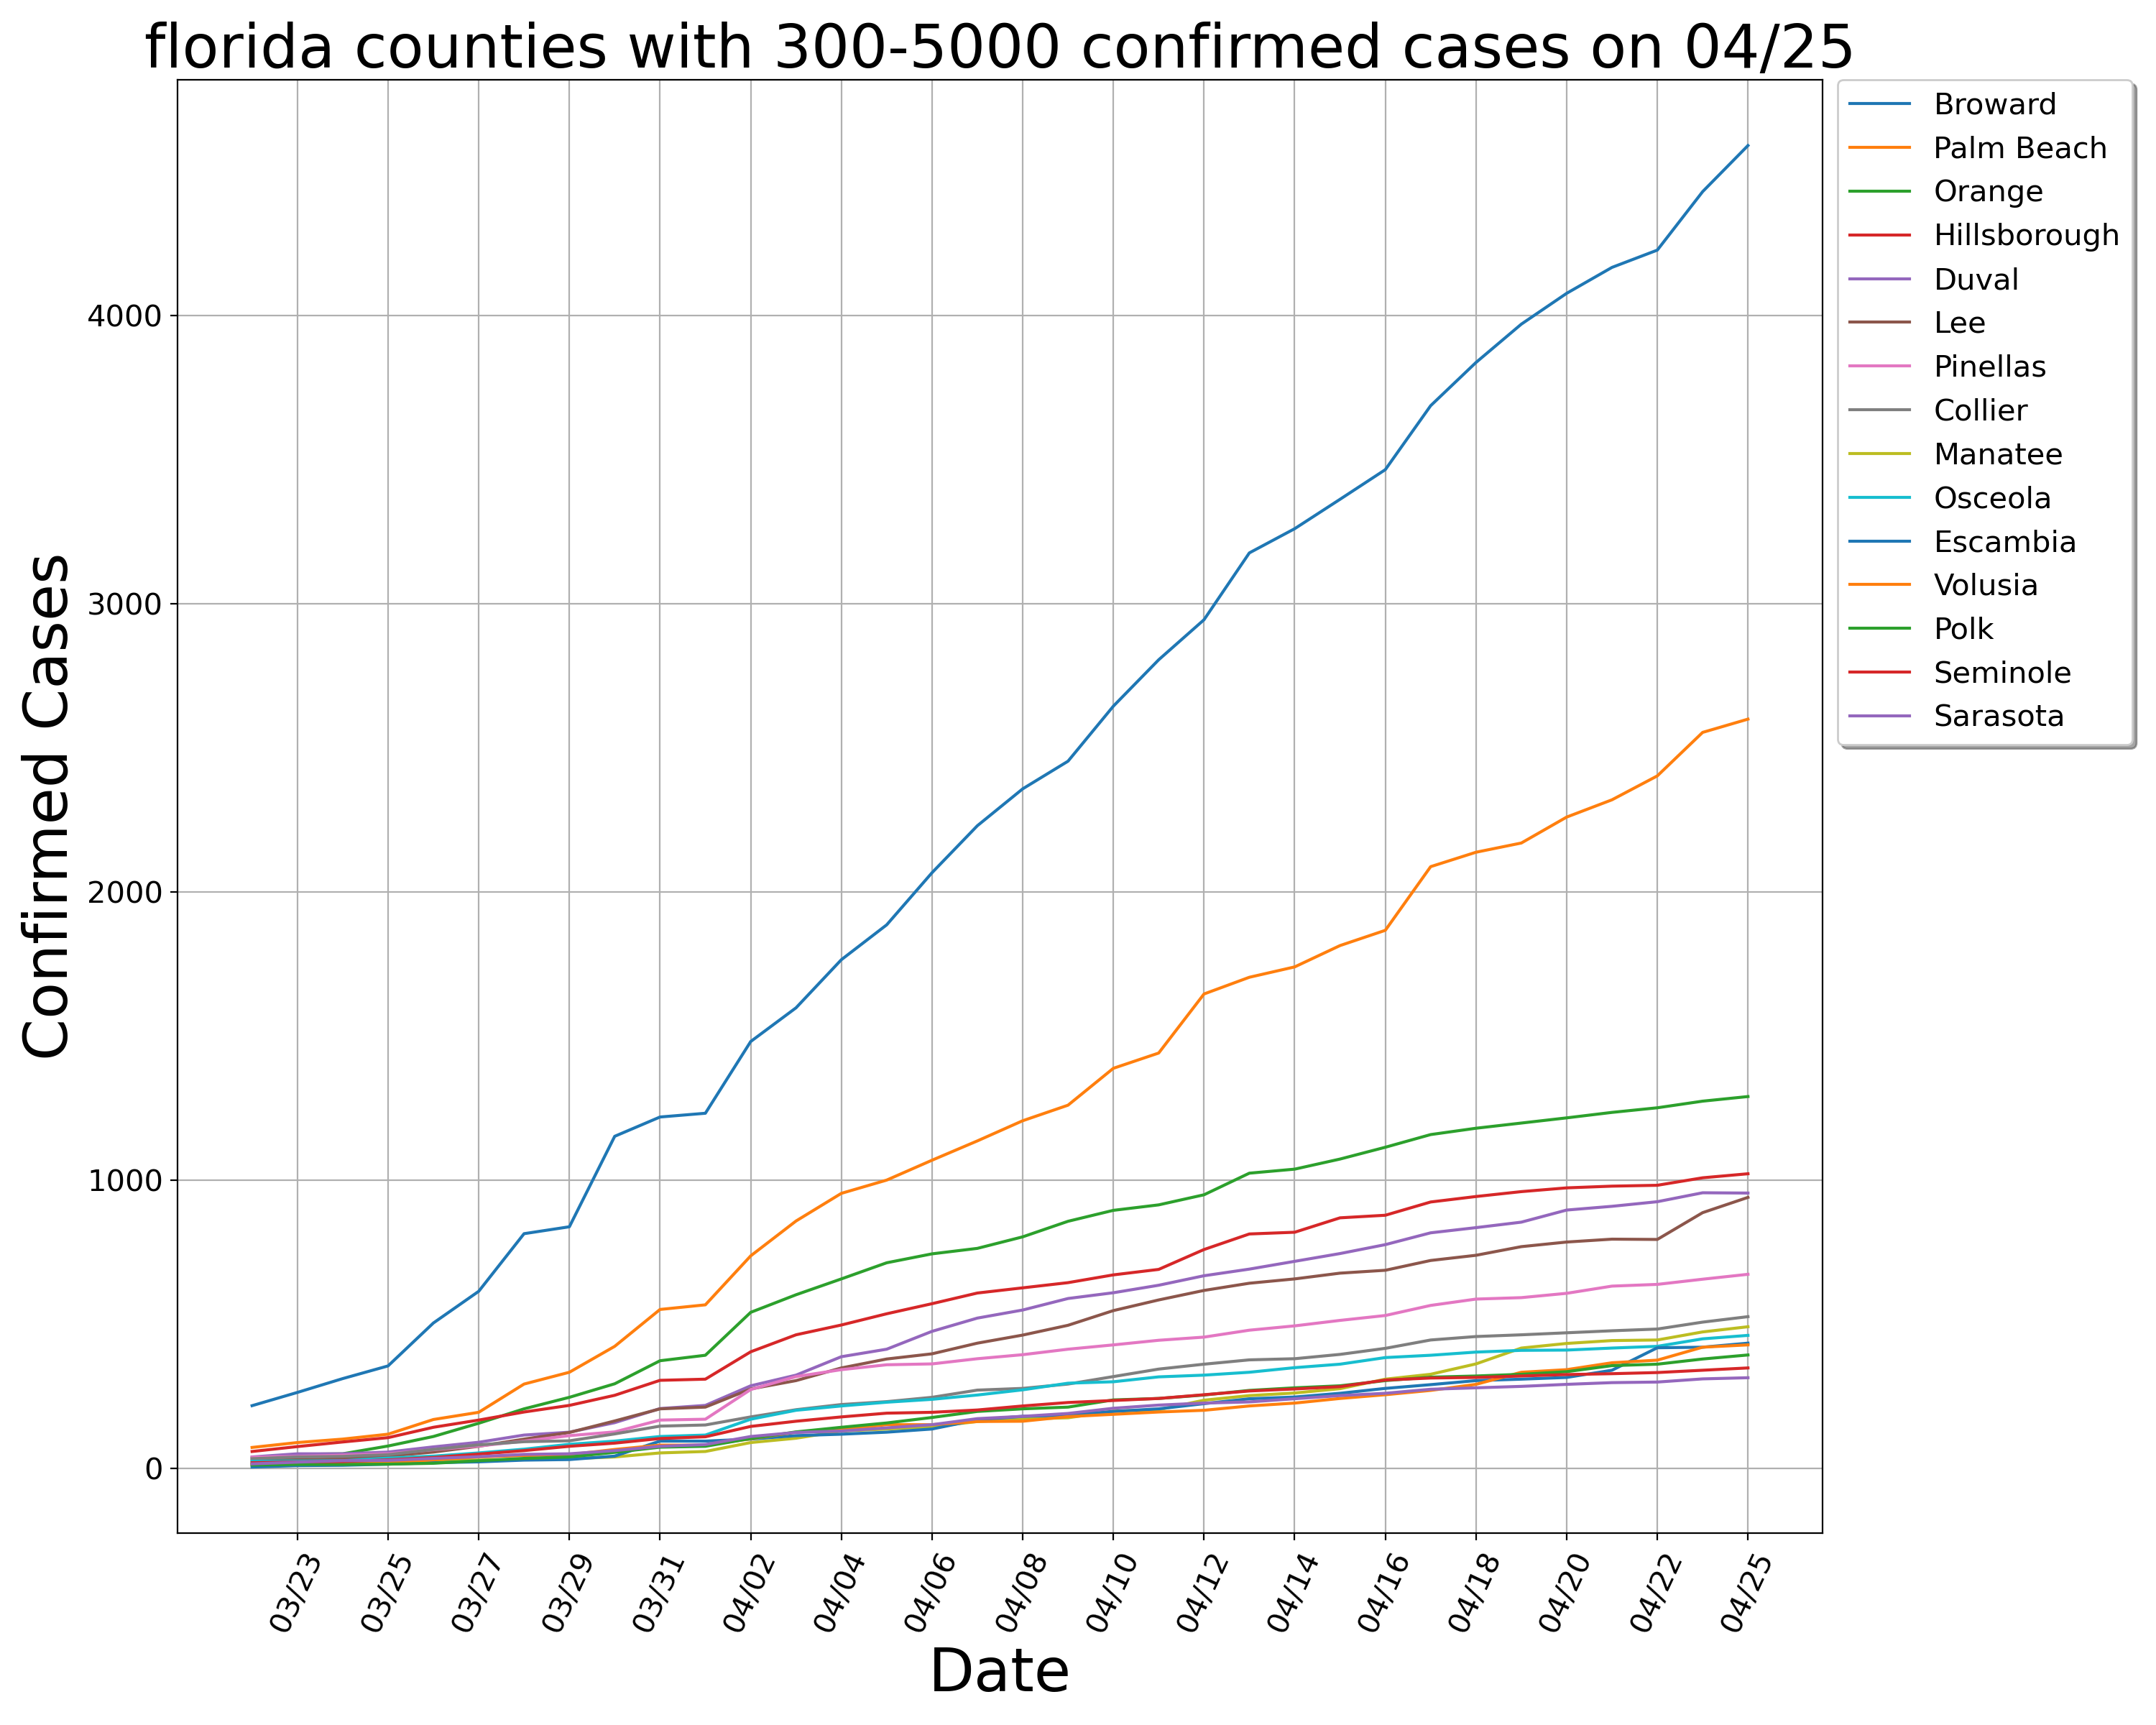 florida counties with 300-5000 confirmed cases on 04/25
Confirmed Cases
4000
3000
2000
1000
0
03/23
03/25
03/27
03/29
03/31
04/02
04/04
04/06
04/08
04/10
04/12
04/14
04/16
04/18
04/20
04/22
04/25
Date
Broward
Palm Beach
Orange
Hillsborough
Duval
Lee
Pinellas
Collier
Manatee
Osceola
Escambia
Volusia
Polk
Seminole
Sarasota